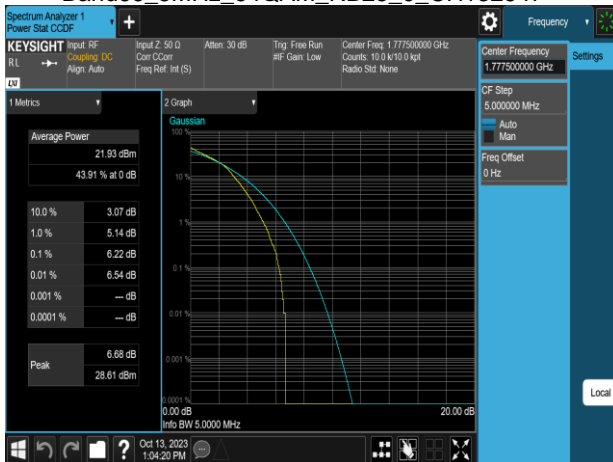 Spectrum Analyzer 1
Power Stat CCDF
Frequency
KEYSIGHT
RL
LXI
Input: RF
Coupling: DC
Align: Auto
Input Z: 50 Ω
Corr CCorr
Freq Ref: Int (S)
Atten: 30 dB
Trig: Free Run
#IF Gain: Low
Center Freq: 1.777500000 GHz
Counts: 10.0 k/10.0 kpt
Radio Std: None
Center Frequency
1.777500000 GHz
Settings
CF Step
5.000000 MHz
Auto
Man
Freq Offset
0 Hz
1 Metrics
Average Power
21.93 dBm
43.91 % at 0 dB
10.0 % 3.07 dB
1.0 % 5.14 dB
0.1 % 6.22 dB
0.01 % 6.54 dB
0.001 % --- dB
0.0001 % --- dB
Peak
6.68 dB
28.61 dBm
2 Graph
Gaussian
100 %
10 %
1 %
0.1 %
0.01 %
0.001 %
0.0001 %
0.00 dB 20.00 dB
Info BW 5.0000 MHz
Local
Oct 13, 2023
1:04:20 PM